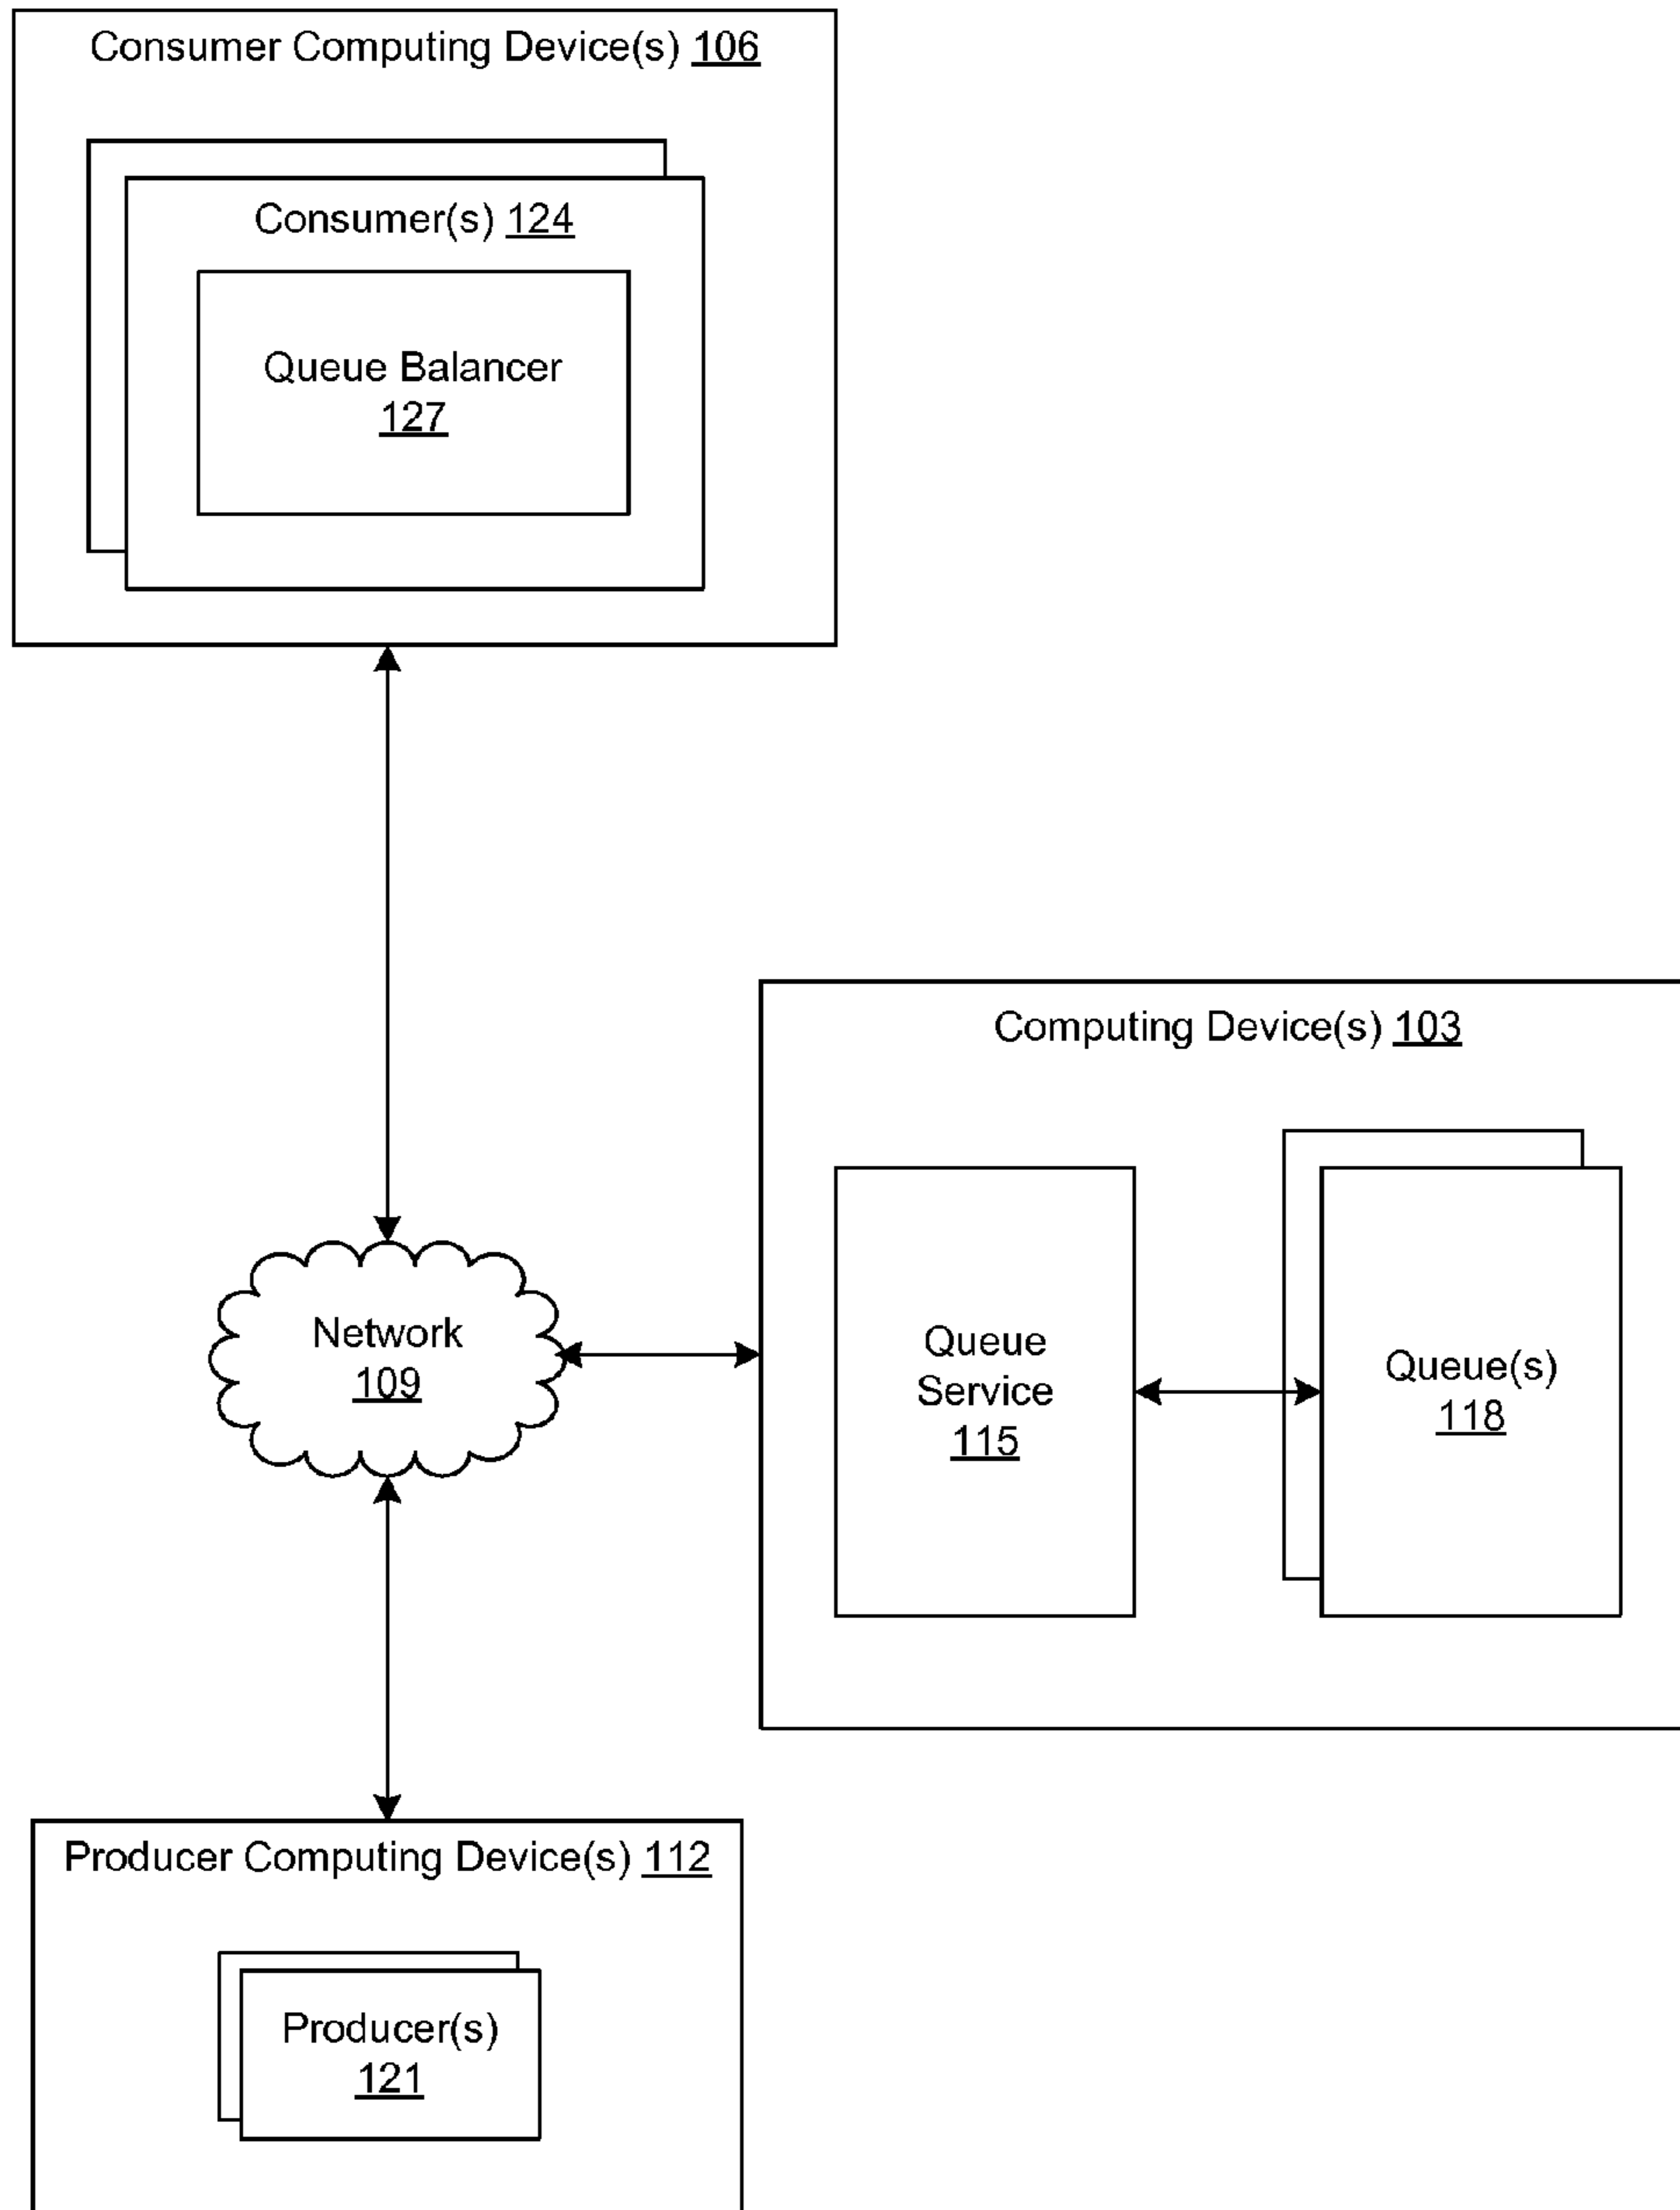 Consumer Computing Device(s) 106
Consumer(s) 124
Queue Balancer
127
Computing Device(s) 103
Network
109
Queue
Service
115
Queue(s)
118
Producer Computing Device(s) 112
Producer(s)
121